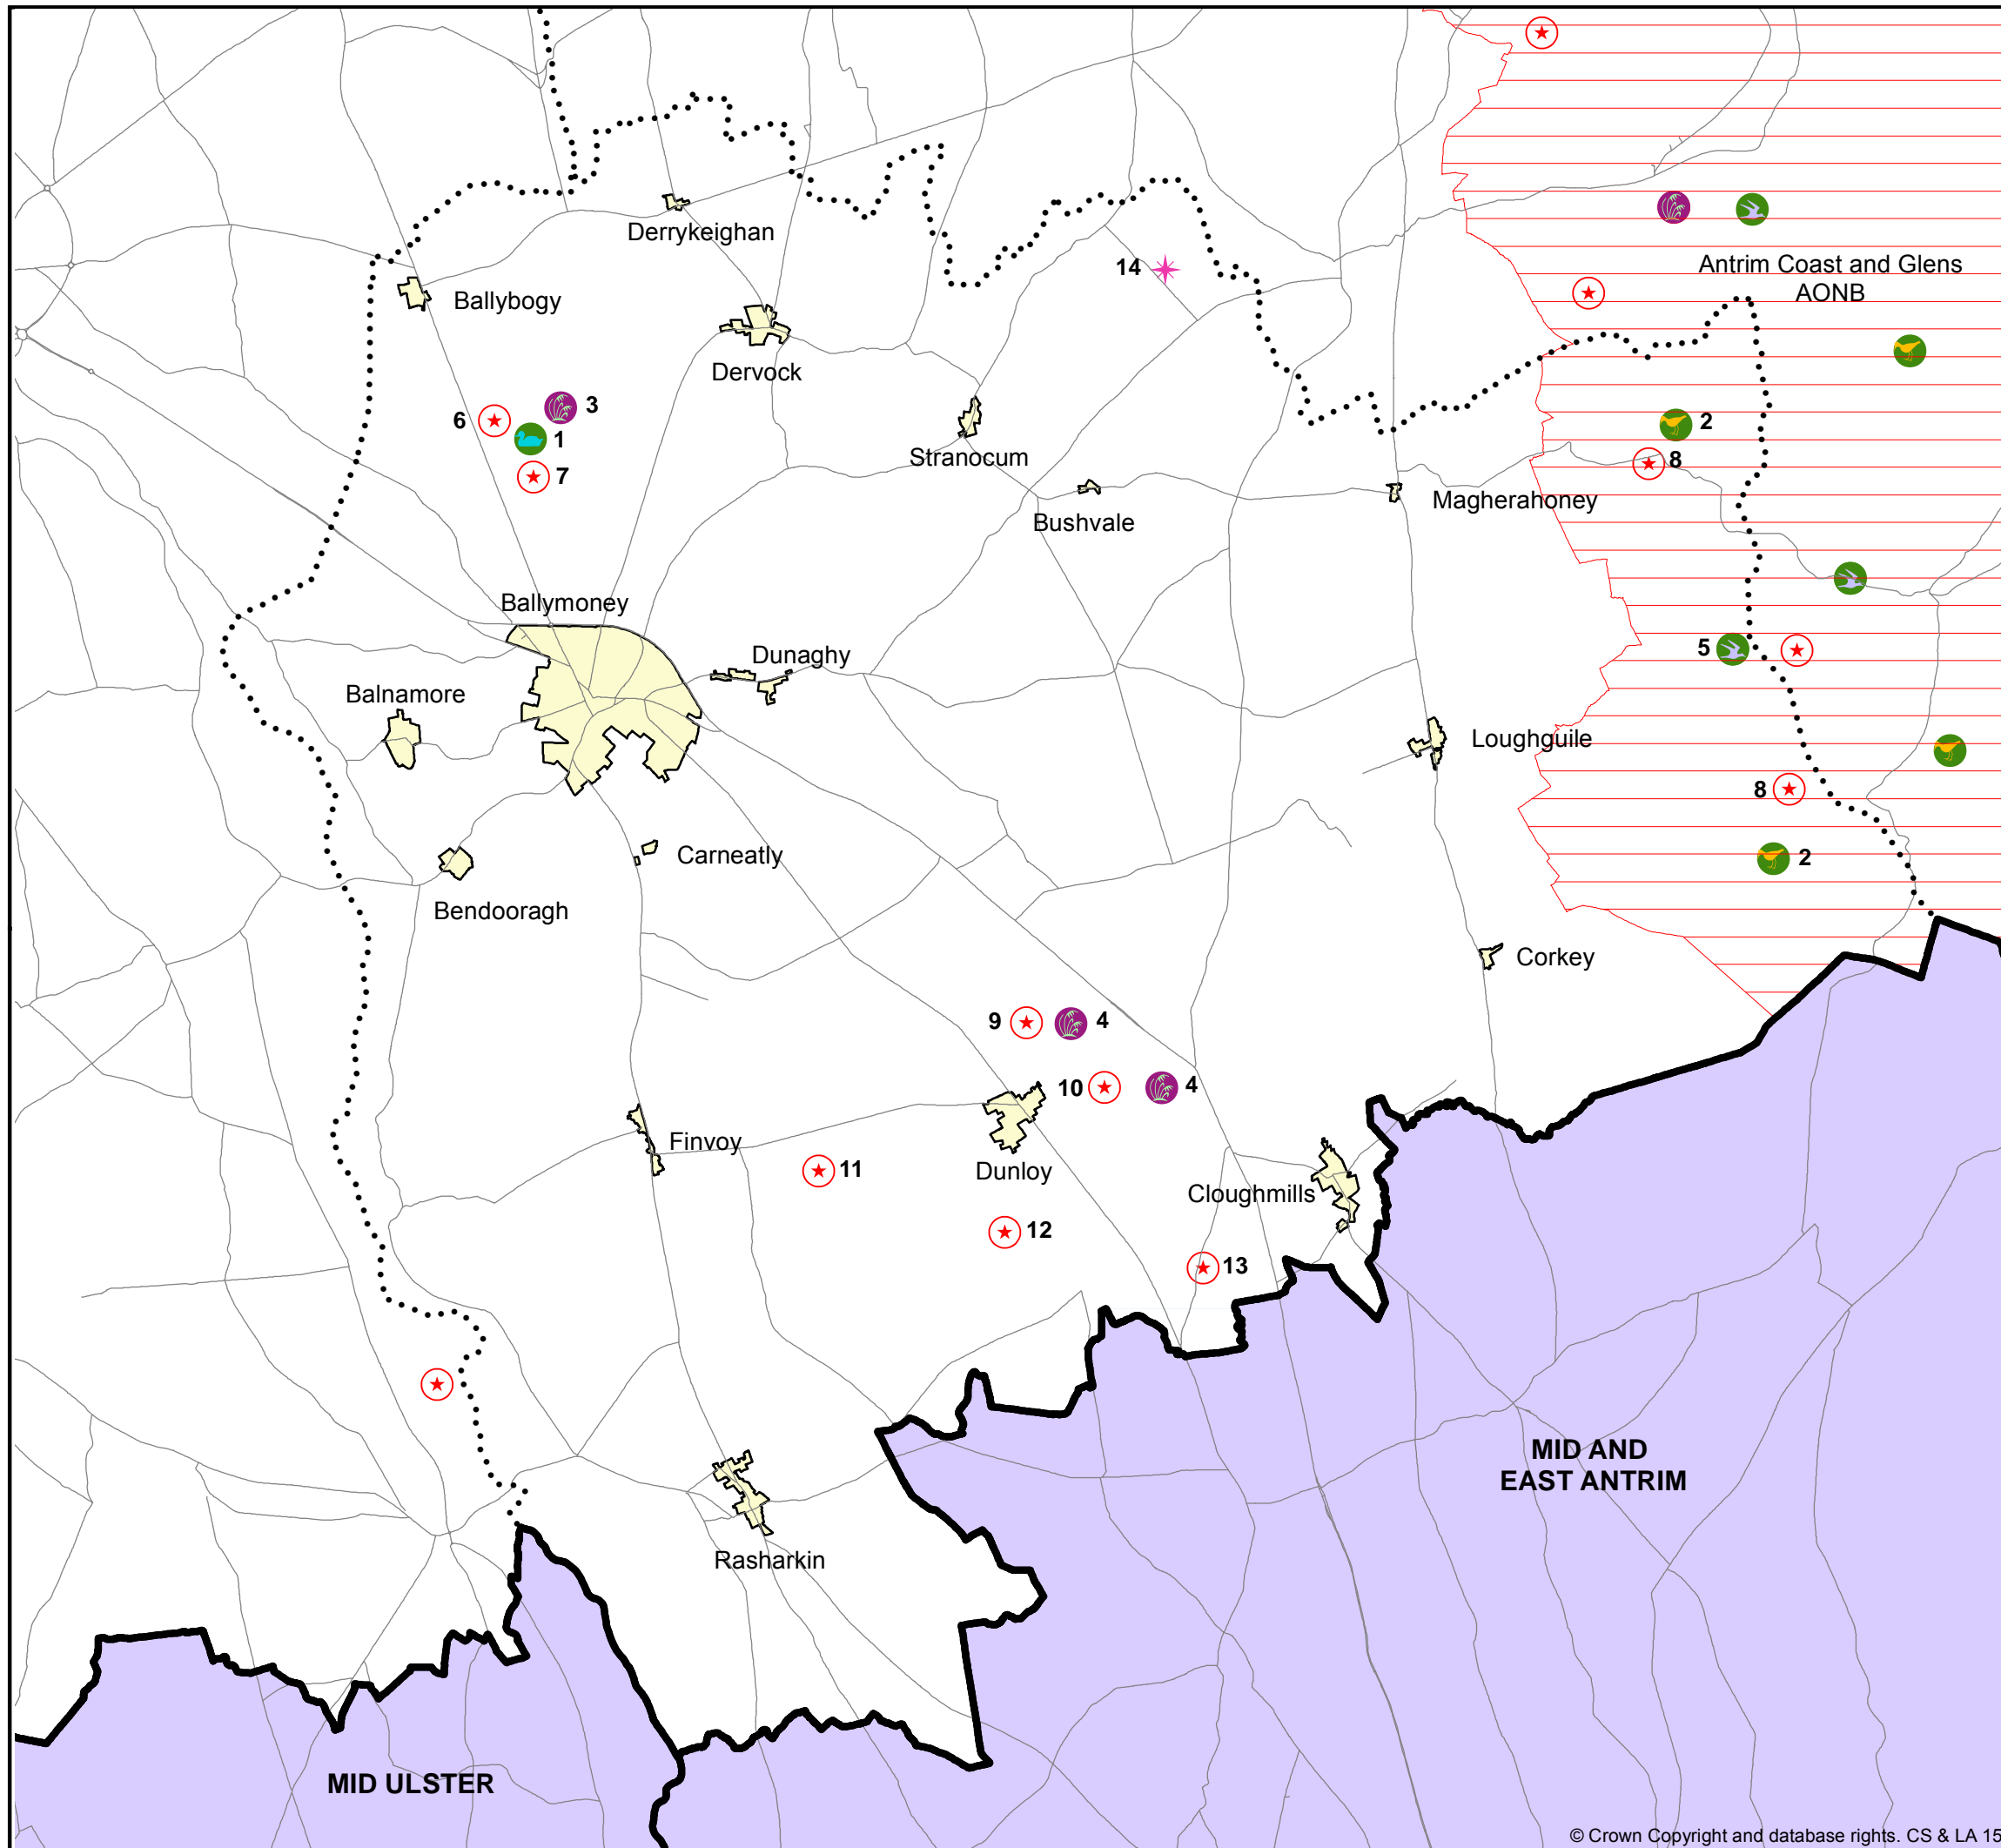 Derrykeighan
Antrim Coast and Glens
AONB
14
Ballybogy
Dervock
3
6
1
7
2
8
Stranocum
Magherahoney
Bushvale
Ballymoney
Dunaghy
5
Balnamore
Loughguile
8
Carneatly
2
Bendooragh
Corkey
9
4
10
4
Finvoy
11
Dunloy
Cloughmills
12
13
MID AND
EAST ANTRIM
Rasharkin
MID ULSTER
© Crown Copyright and database rights. CS & LA 15